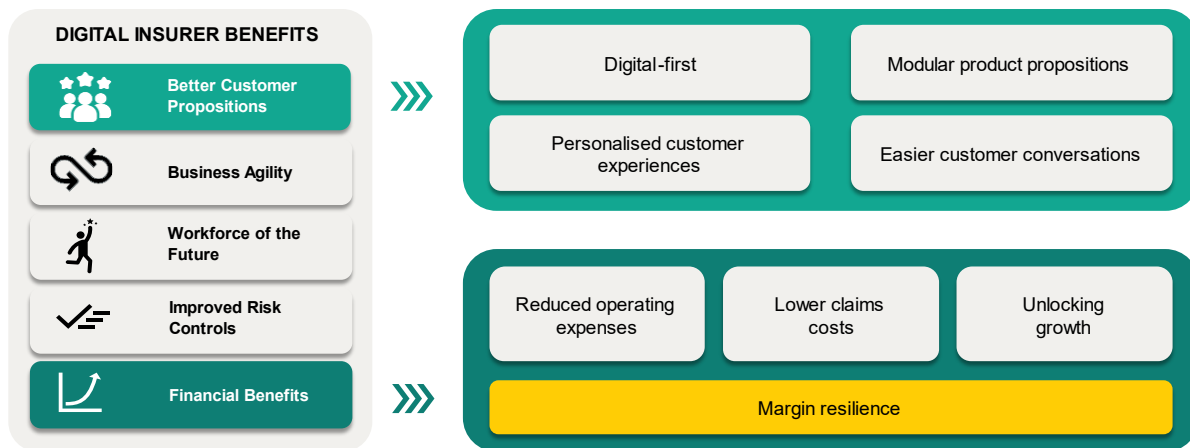 DIGITAL INSURER BENEFITS
Better Customer
Propositions
Business Agility
Workforce of the
Future
Improved Risk
Controls
Financial Benefits
Digital-first
Modular product propositions
Personalised customer
experiences
Easier customer conversations
Reduced operating
expenses
Lower claims
costs
Unlocking
growth
Margin resilience